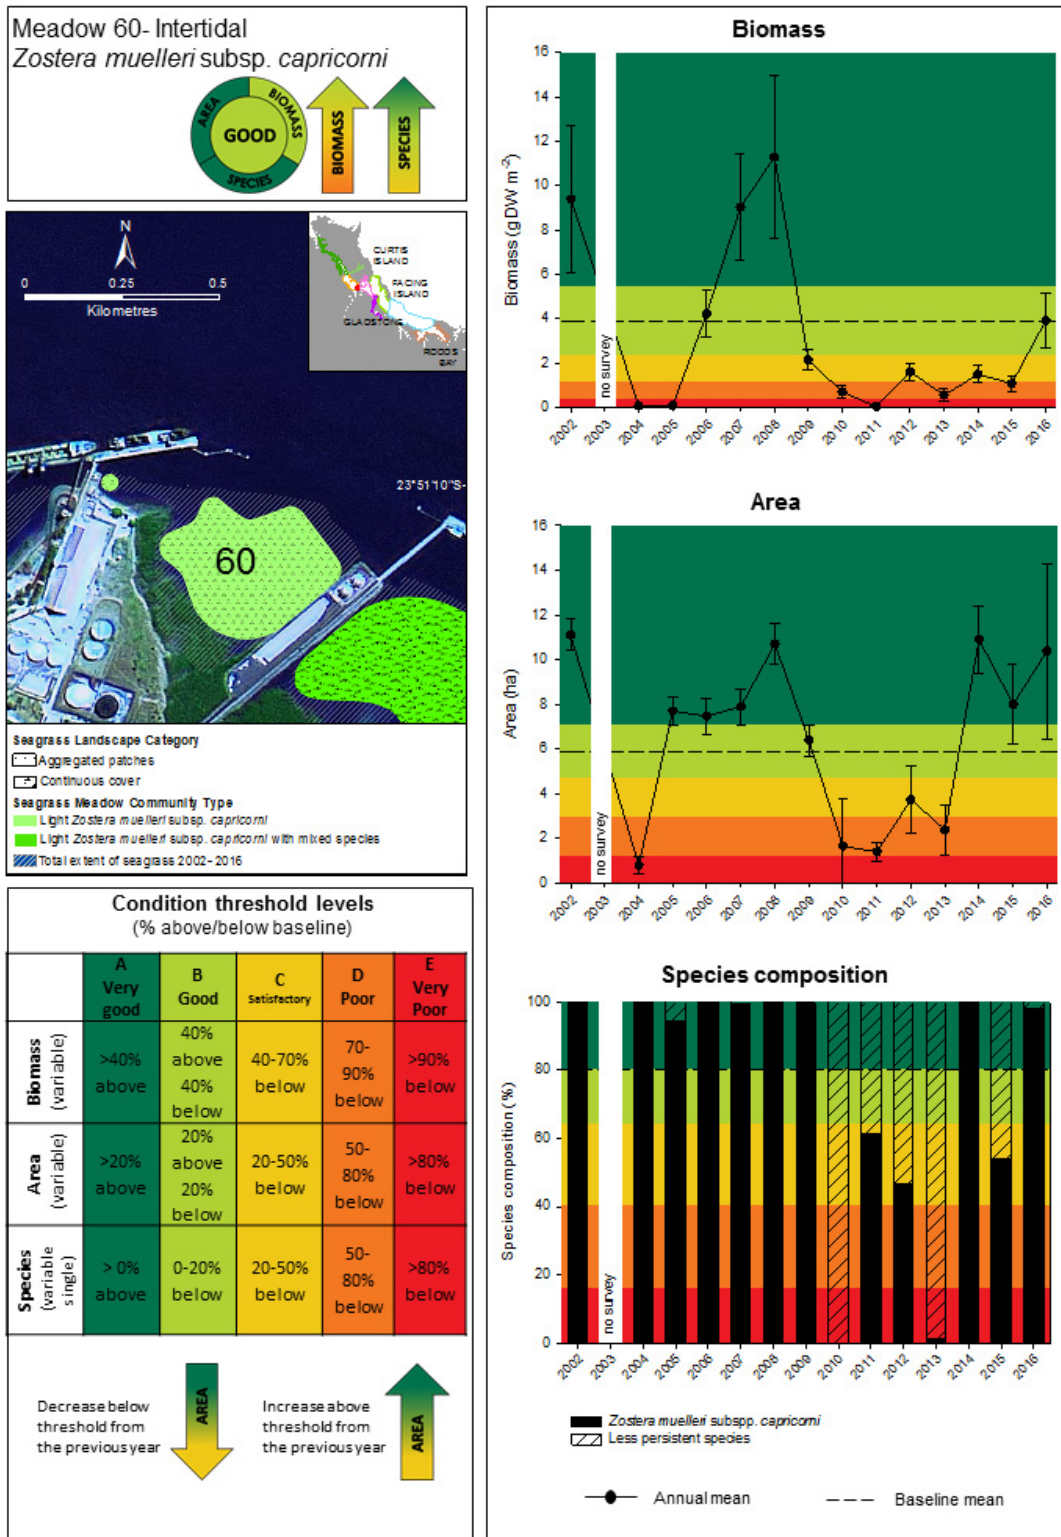 Meadow 60- Intertidal
Zostera muelleri subsp. capricorni
AREA
BIOMASS
GOOD
SPECIES
BIOMASS
SPECIES
N
0
0.25
0.5
Kilometres
CURTIS
ISLAND
FACING
ISLAND
GLADSTONE
RODDS
BAY
23°51'10"S
60
Seagrass Landscape Category
Aggregated patches
Continuous cover
Seagrass Meadow Community Type
Light Zostera muelleri subsp. capricorni
Light Zostera muelleri subsp. capricorni with mixed species
Total extent of seagrass 2002-2016
Condition threshold levels
(% above/below baseline)
A Very good
B Good
C Satisfactory
D Poor
E Very Poor
Biomass (variable)
>40% above
40% above 40% below
40-70% below
70-90% below
>90% below
Area (variable)
>20% above
20% above 20% below
20-50% below
50-80% below
>80% below
Species (variable single)
> 0% above
0-20% below
20-50% below
50-80% below
>80% below
Decrease below
threshold from
the previous year
AREA
Increase above
threshold from
the previous year
AREA
Biomass
Biomass (g DW m-2)
16
14
12
10
8
6
4
2
0
no survey
2002 2003 2004 2005 2006 2007 2008 2009 2010 2011 2012 2013 2014 2015 2016
Area
Area (ha)
16
14
12
10
8
6
4
2
0
no survey
2002 2003 2004 2005 2006 2007 2008 2009 2010 2011 2012 2013 2014 2015 2016
Species composition
Species composition (%)
100
80
60
40
20
0
no survey
2002 2003 2004 2005 2006 2007 2008 2009 2010 2011 2012 2013 2014 2015 2016
Zostera muelleri subspp. capricorni
Less persistent species
Annual mean
Baseline mean